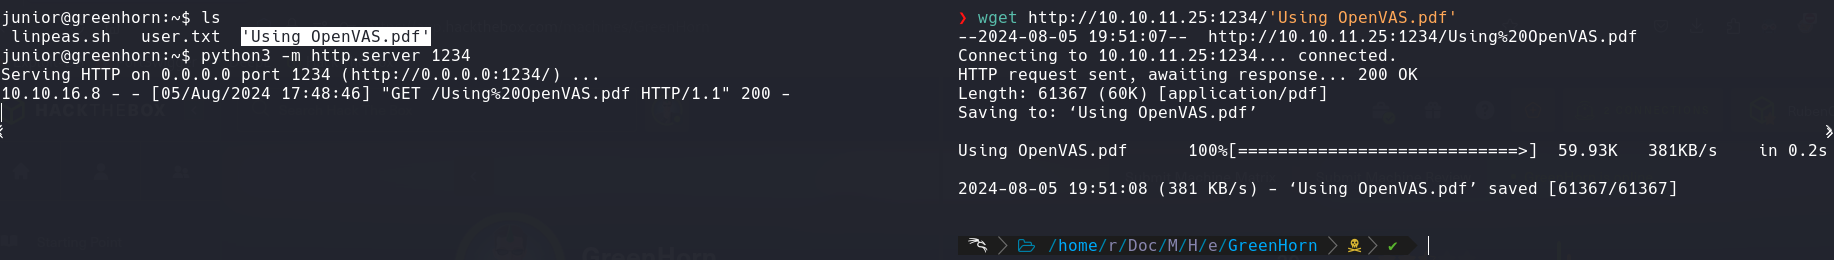 junior@greenhorn:~$ ls
linpeas.sh   user.txt  'Using OpenVAS.pdf'
junior@greenhorn:~$ python3 -m http.server 1234
Serving HTTP on 0.0.0.0 port 1234 (http://0.0.0.0:1234/) ...
10.10.16.8 - - [05/Aug/2024 17:48:46] "GET /Using%20OpenVAS.pdf HTTP/1.1" 200 -
❯ wget http://10.10.11.25:1234/'Using OpenVAS.pdf'
--2024-08-05 19:51:07--  http://10.10.11.25:1234/Using%20OpenVAS.pdf
Connecting to 10.10.11.25:1234... connected.
HTTP request sent, awaiting response... 200 OK
Length: 61367 (60K) [application/pdf]
Saving to: ‘Using OpenVAS.pdf’
Using OpenVAS.pdf      100%[============================>]  59.93K   381KB/s    in 0.2s
2024-08-05 19:51:08 (381 KB/s) - ‘Using OpenVAS.pdf’ saved [61367/61367]
/home/r/Doc/M/H/e/GreenHorn
HACKTHEBOX
GreenHorn